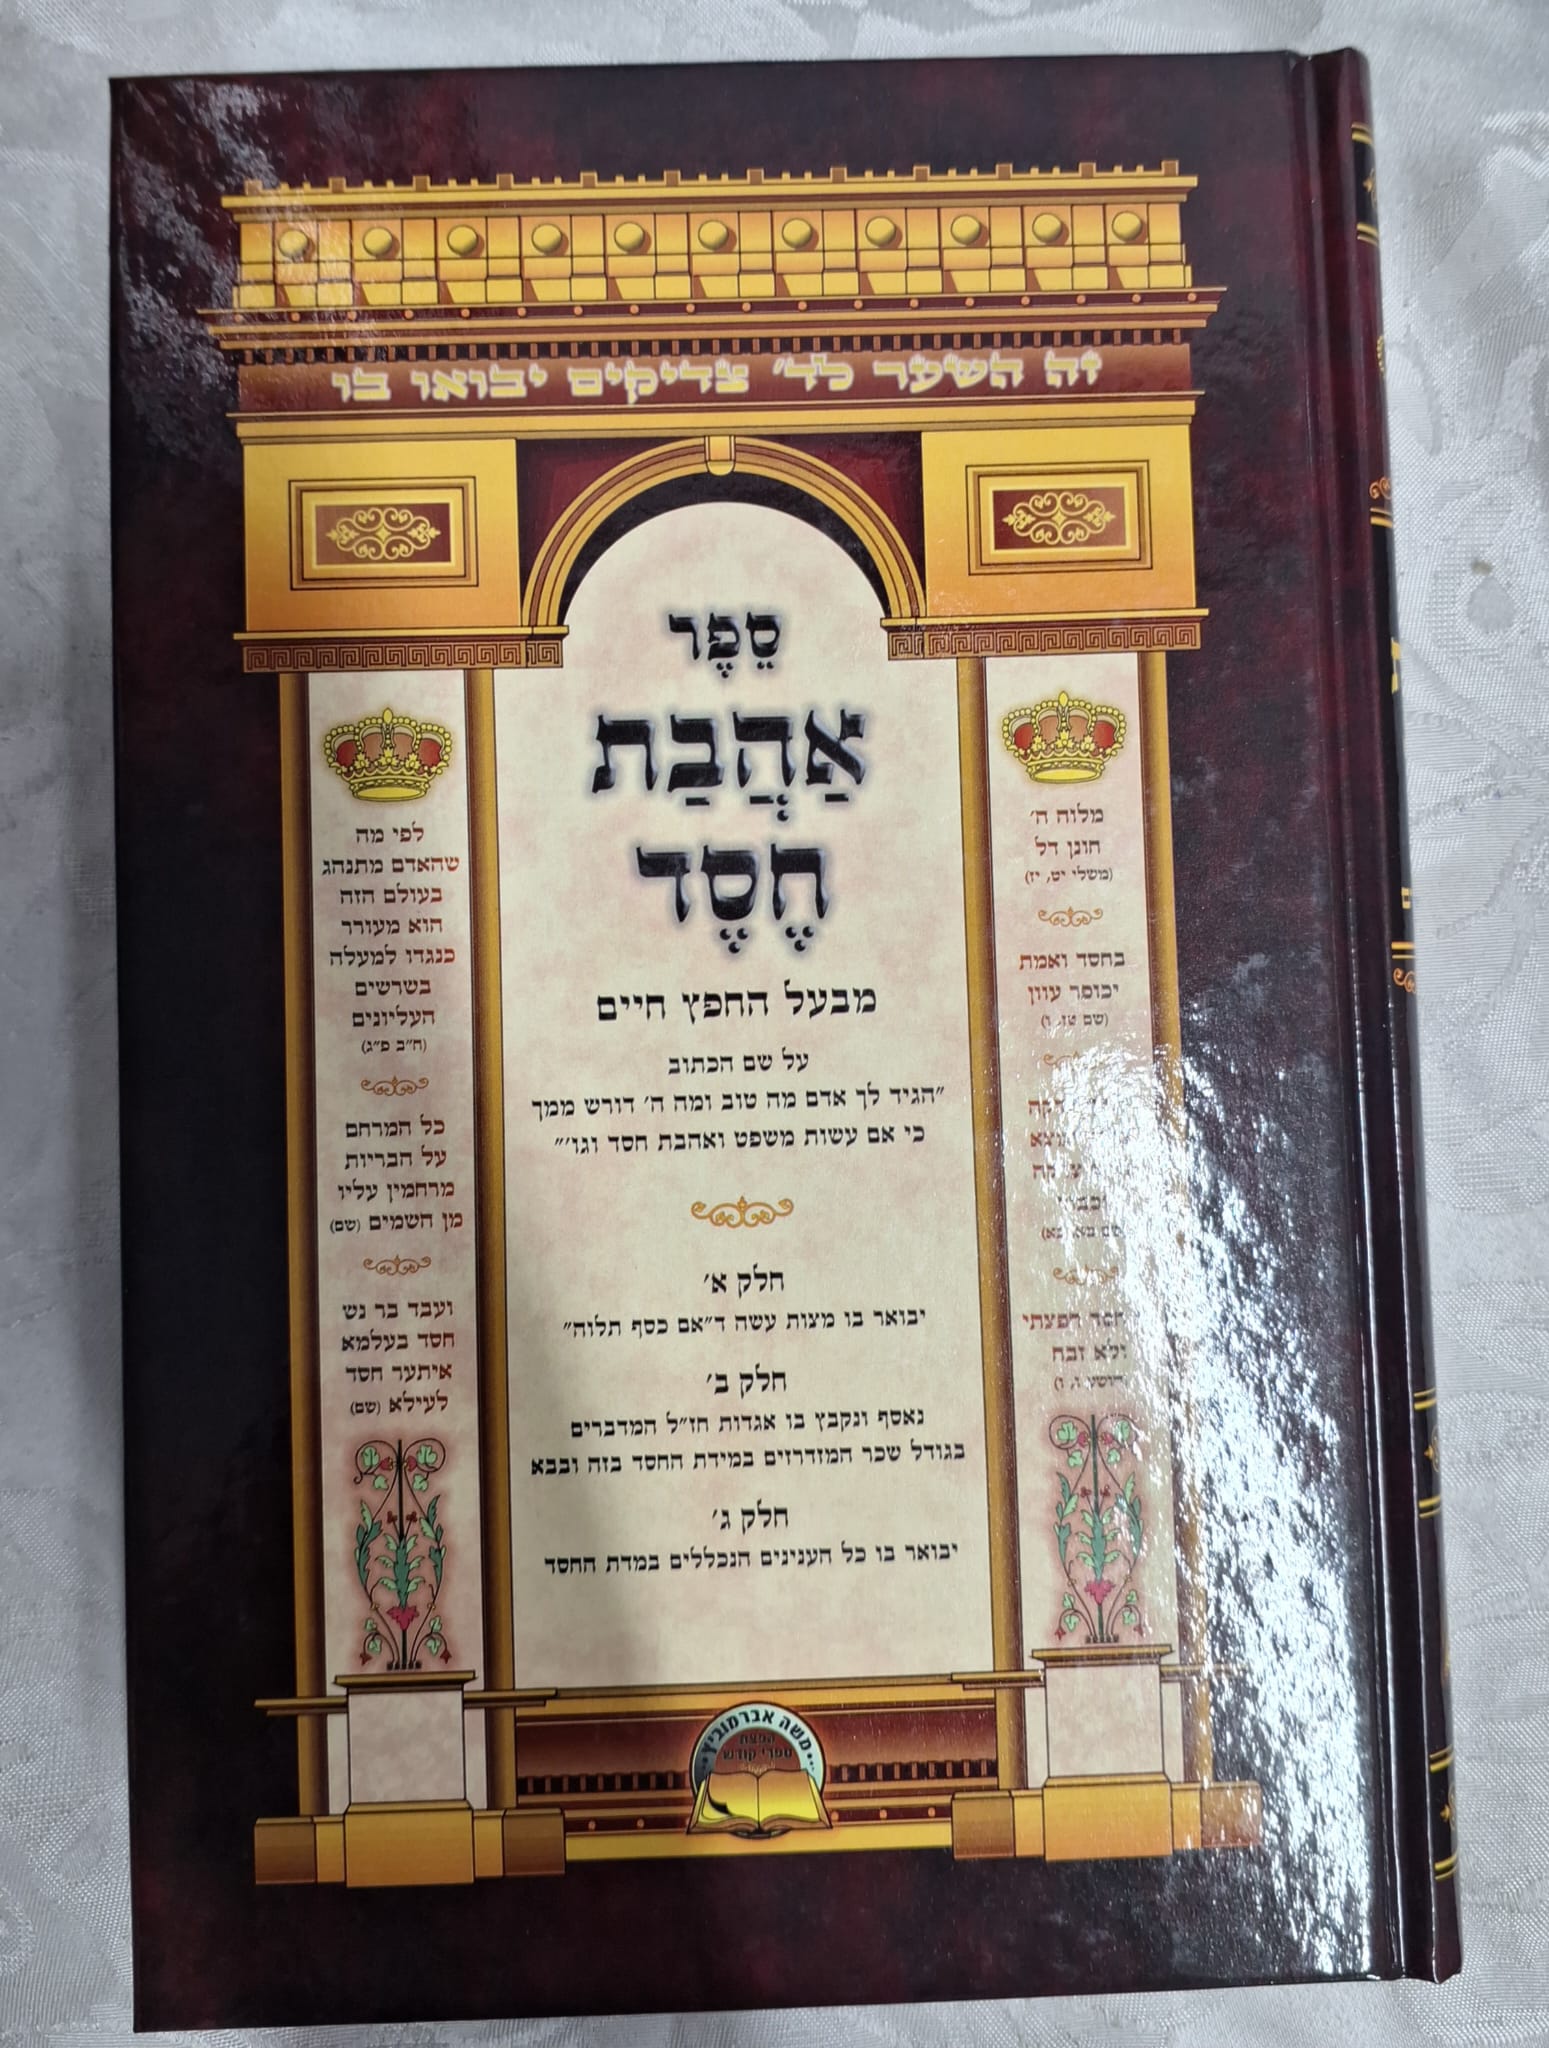 זה השער לד׳ צדיקים יבואו בו
סֵפֶר
אַהֲבַת
חֶסֶד
מבעל החפץ חיים
על שם הכתוב
״הגיד לך אדם מה טוב ומה ה׳ דורש ממך
כי אם עשות משפט ואהבת חסד וגו׳״
חלק א׳
יבואר בו מצות עשה ד״אם כסף תלוה״
חלק ב׳
נאסף ונקבץ בו אגדות חז״ל המדברים
בגודל שכר המזדרזים במידת החסד בזה ובבא
חלק ג׳
יבואר בו כל הענינים הנכללים במדת החסד
מלוה ה׳
חונן דל
(משלי יט, יז)
בחסד ואמת
יכופר עוון
(שם טז, ו)
חסד חפצתי
ולא זבח
(הושע ו, ו)
לפי מה
שהאדם מתנהג
בעולם הזה
הוא מעורר
כנגדו למעלה
בשרשים
העליונים
(ח״ב פ״ג)
כל המרחם
על הבריות
מרחמין עליו
מן השמים (שם)
ועבד בר נש
חסד בעלמא
איתער חסד
לעילא (שם)
משה אברמוביץ
הפצת
ספרי קודש